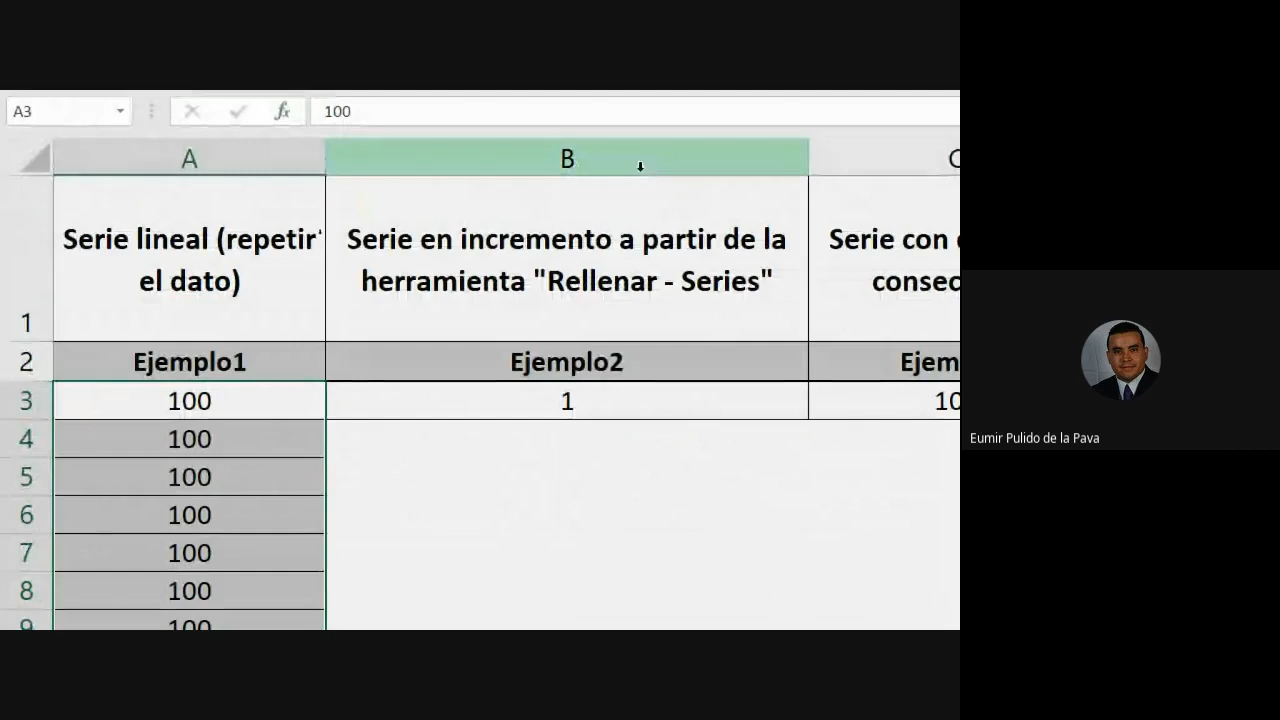 A3
fx
100
A
B
Serie lineal (repetir
el dato)
Serie en incremento a partir de la
herramienta "Rellenar - Series"
Serie con
1
2
Ejemplo1
Ejemplo2
3
100
1
10
4
100
5
100
6
100
7
100
8
100
9
100
Eumir Pulido de la Pava